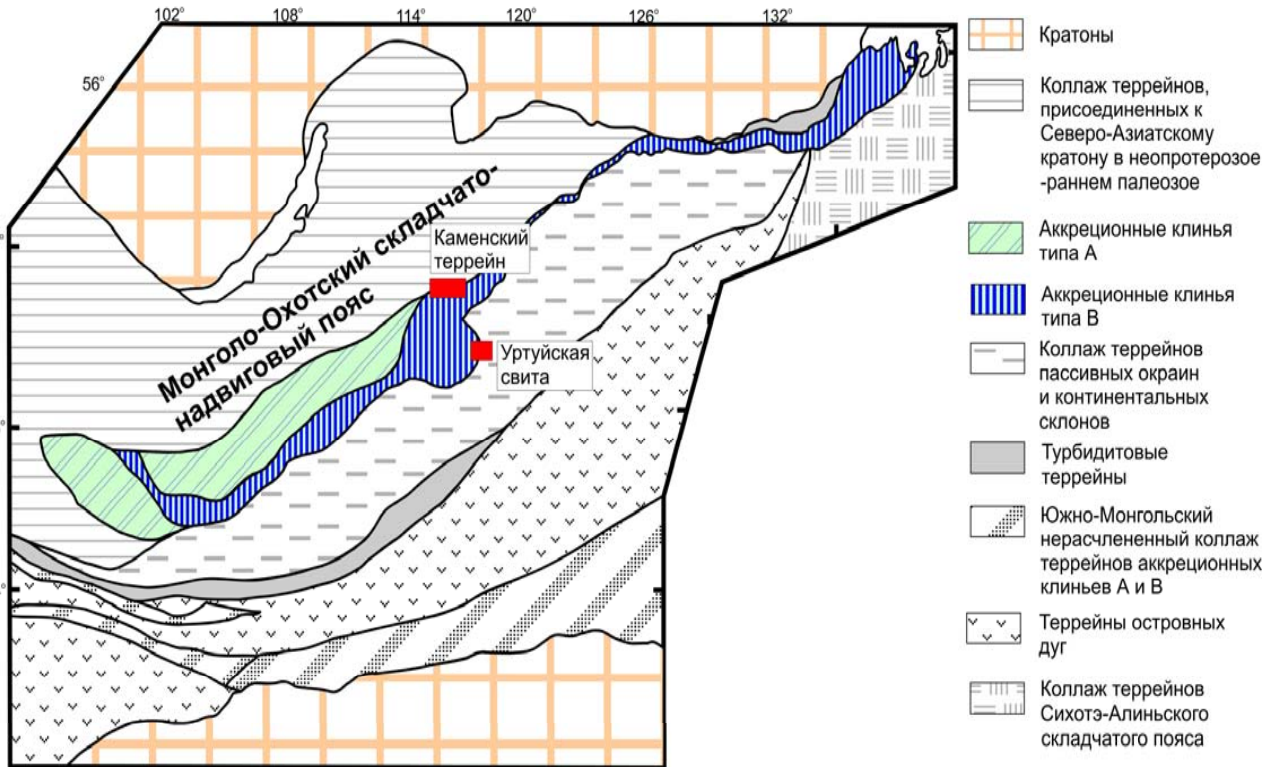 102° 108° 114° 120° 126° 132°
56°
Монголо-Охотский складчато-
надвиговый пояс
Каменский
террейн
Уртуйская
свита
Кратоны
Коллаж террейнов,
присоединенных к
Северо-Азиатскому
кратону в неопротерозое
-раннем палеозое
Аккреционные клинья
типа А
Аккреционные клинья
типа В
Коллаж террейнов
пассивных окраин
и континентальных
склонов
Турбидитовые
террейны
Южно-Монгольский
нерасчлененный коллаж
террейнов аккреционных
клиньев А и В
Террейны островных
дуг
Коллаж террейнов
Сихотэ-Алиньского
складчатого пояса